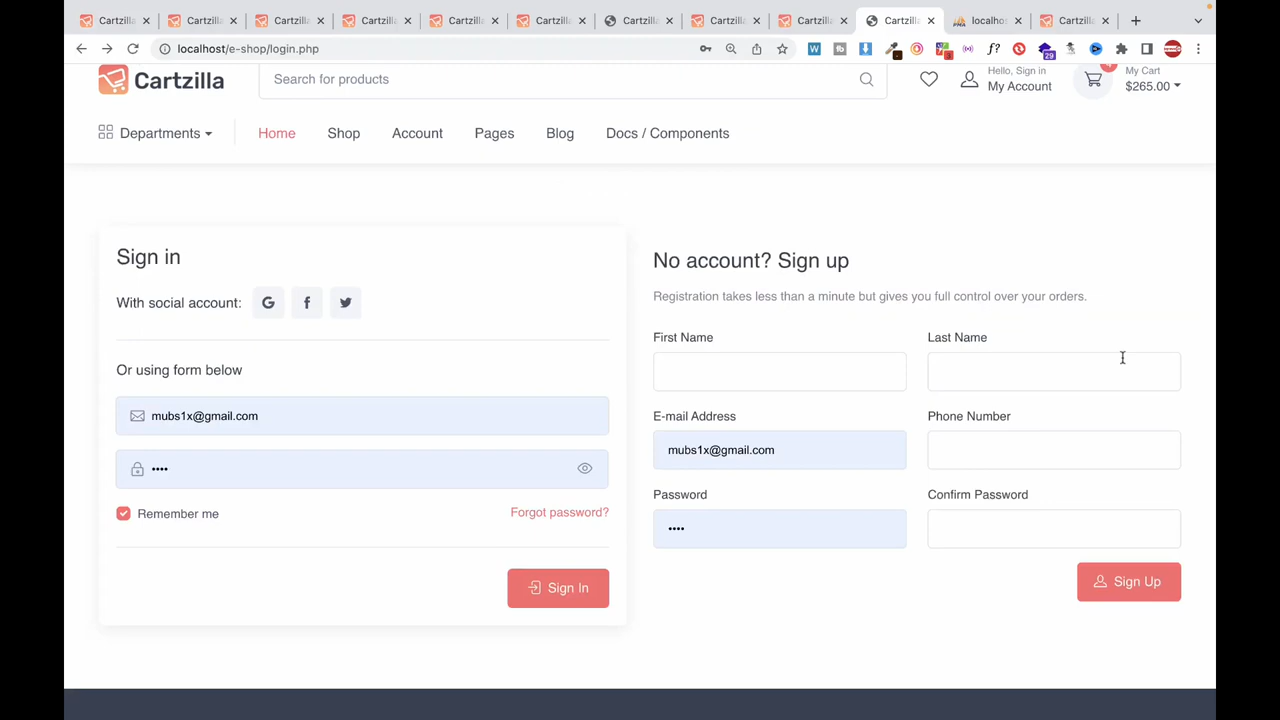 Cartzilla
Cartzilla
Cartzill
Cartzilla
Cartzilla
Cartzilla
Cartzilla
Cartzilla
Cartzilla
Cartzilla
localho
Cartzilla
localhost/e-shop/login.php
29
Cartzilla
Search for products
Hello, Sign in
My Account
My Cart
$265.00
Departments
Home
Shop
Account
Pages
Blog
Docs / Components
Sign in
With social account:
Or using form below
mubs1x@gmail.com
••••
Remember me
Forgot password?
Sign In
No account? Sign up
Registration takes less than a minute but gives you full control over your orders.
First Name
Last Name
E-mail Address
Phone Number
mubs1x@gmail.com
Password
Confirm Password
••••
Sign Up